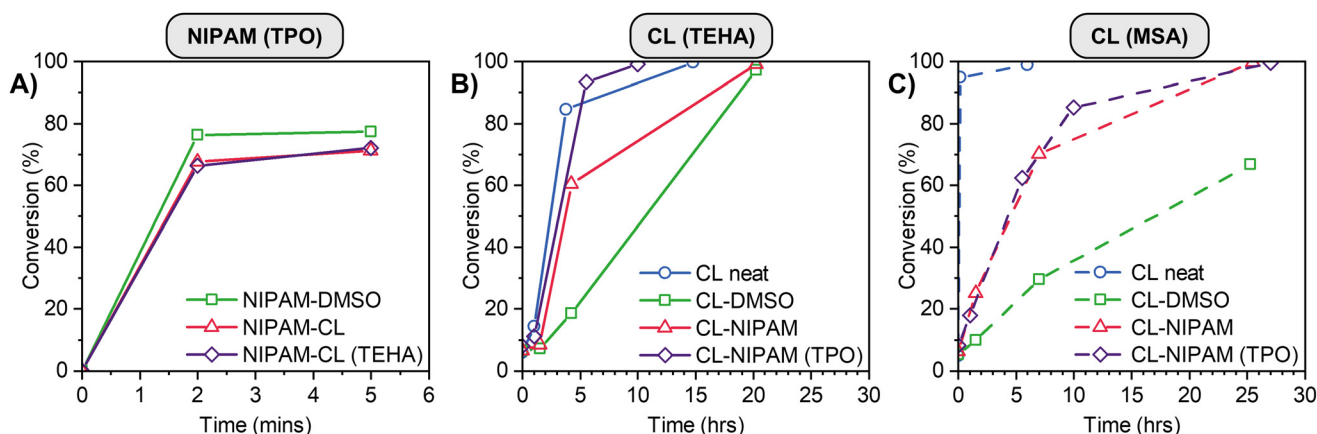 NIPAM (TPO)
A)
Conversion (%)
100
80
60
40
20
0
NIPAM-DMSO
NIPAM-CL
NIPAM-CL (TEHA)
0 1 2 3 4 5 6
Time (mins)
CL (TEHA)
B)
Conversion (%)
100
80
60
40
20
0
CL neat
CL-DMSO
CL-NIPAM
CL-NIPAM (TPO)
0 5 10 15 20 25 30
Time (hrs)
CL (MSA)
C)
Conversion (%)
100
80
60
40
20
0
CL neat
CL-DMSO
CL-NIPAM
CL-NIPAM (TPO)
0 5 10 15 20 25 30
Time (hrs)